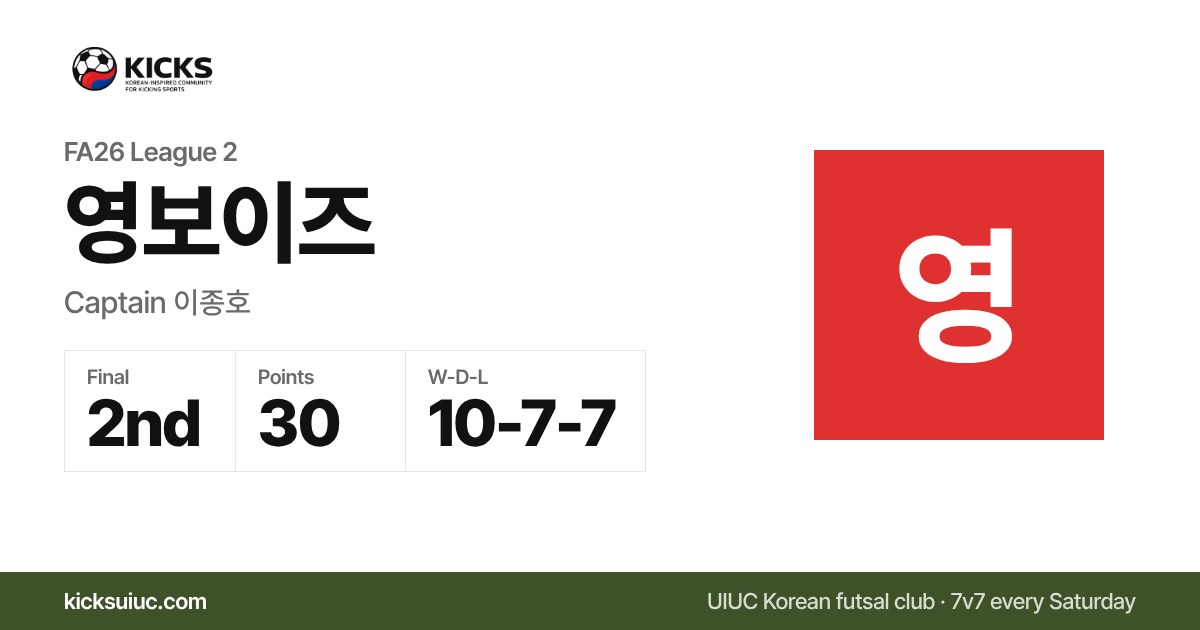 KICKS
KOREAN-INSPIRED COMMUNITY
FOR KICKING SPORTS
FA26 League 2
영보이즈
Captain 이종호
Final
2nd
Points
30
W-D-L
10-7-7
영
kicksuiuc.com
UIUC Korean futsal club · 7v7 every Saturday